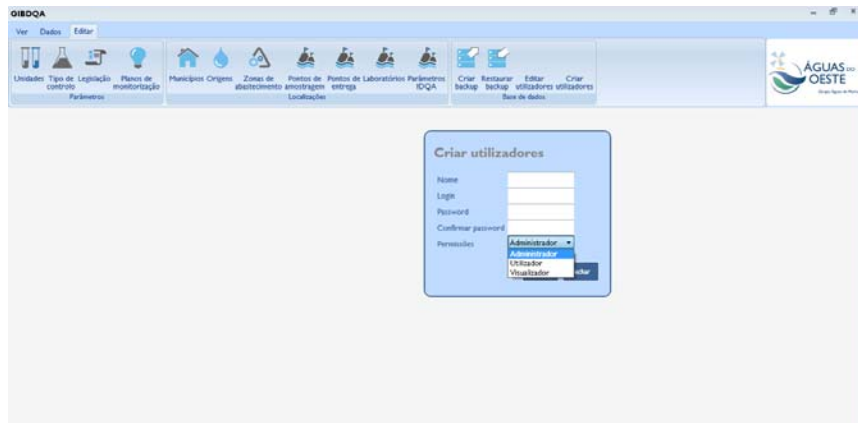 GIBDQA
Ver Dados Editar
Unidades Tipo de controlo Legislação Planos de monitorização
Parâmetros
Municípios Origens Zonas de abastecimento Pontos de amostragem Pontos de entrega Laboratórios Parâmetros IDQA
Localizações
Criar backup Restaurar backup Editar utilizadores Criar utilizadores
Base de dados
ÁGUAS DO
OESTE
Criar utilizadores
Nome
Login
Password
Confirmar password
Permissões Administrador
Administrador
Utilizador
Visualizador